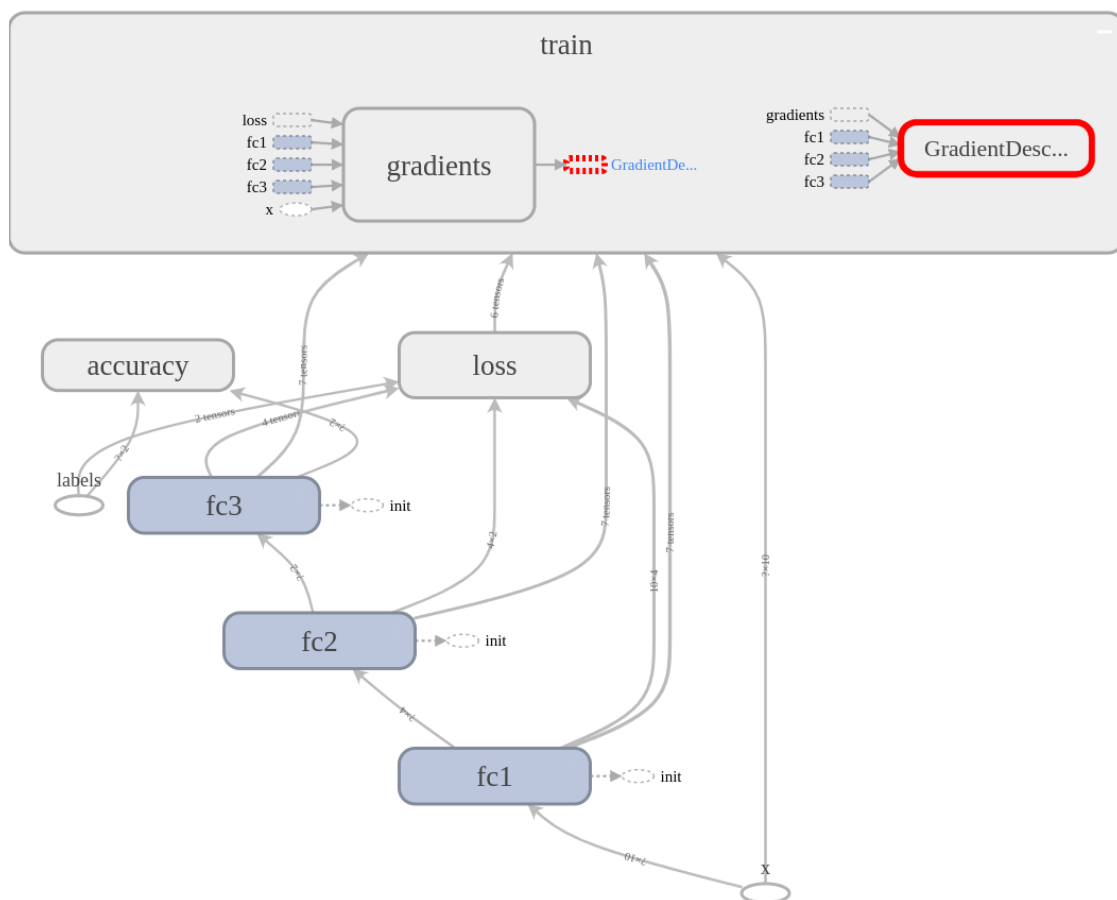 train
loss
fc1
fc2
fc3
x
gradients
GradientDe...
gradients
fc1
fc2
fc3
GradientDesc...
6 tensors
accuracy
loss
7 tensors
2 tensors
4 tensors
?×2
?×2
labels
fc3
init
7 tensors
7 tensors
4×2
?×2
10×4
?×10
fc2
init
?×4
fc1
init
?×10
x